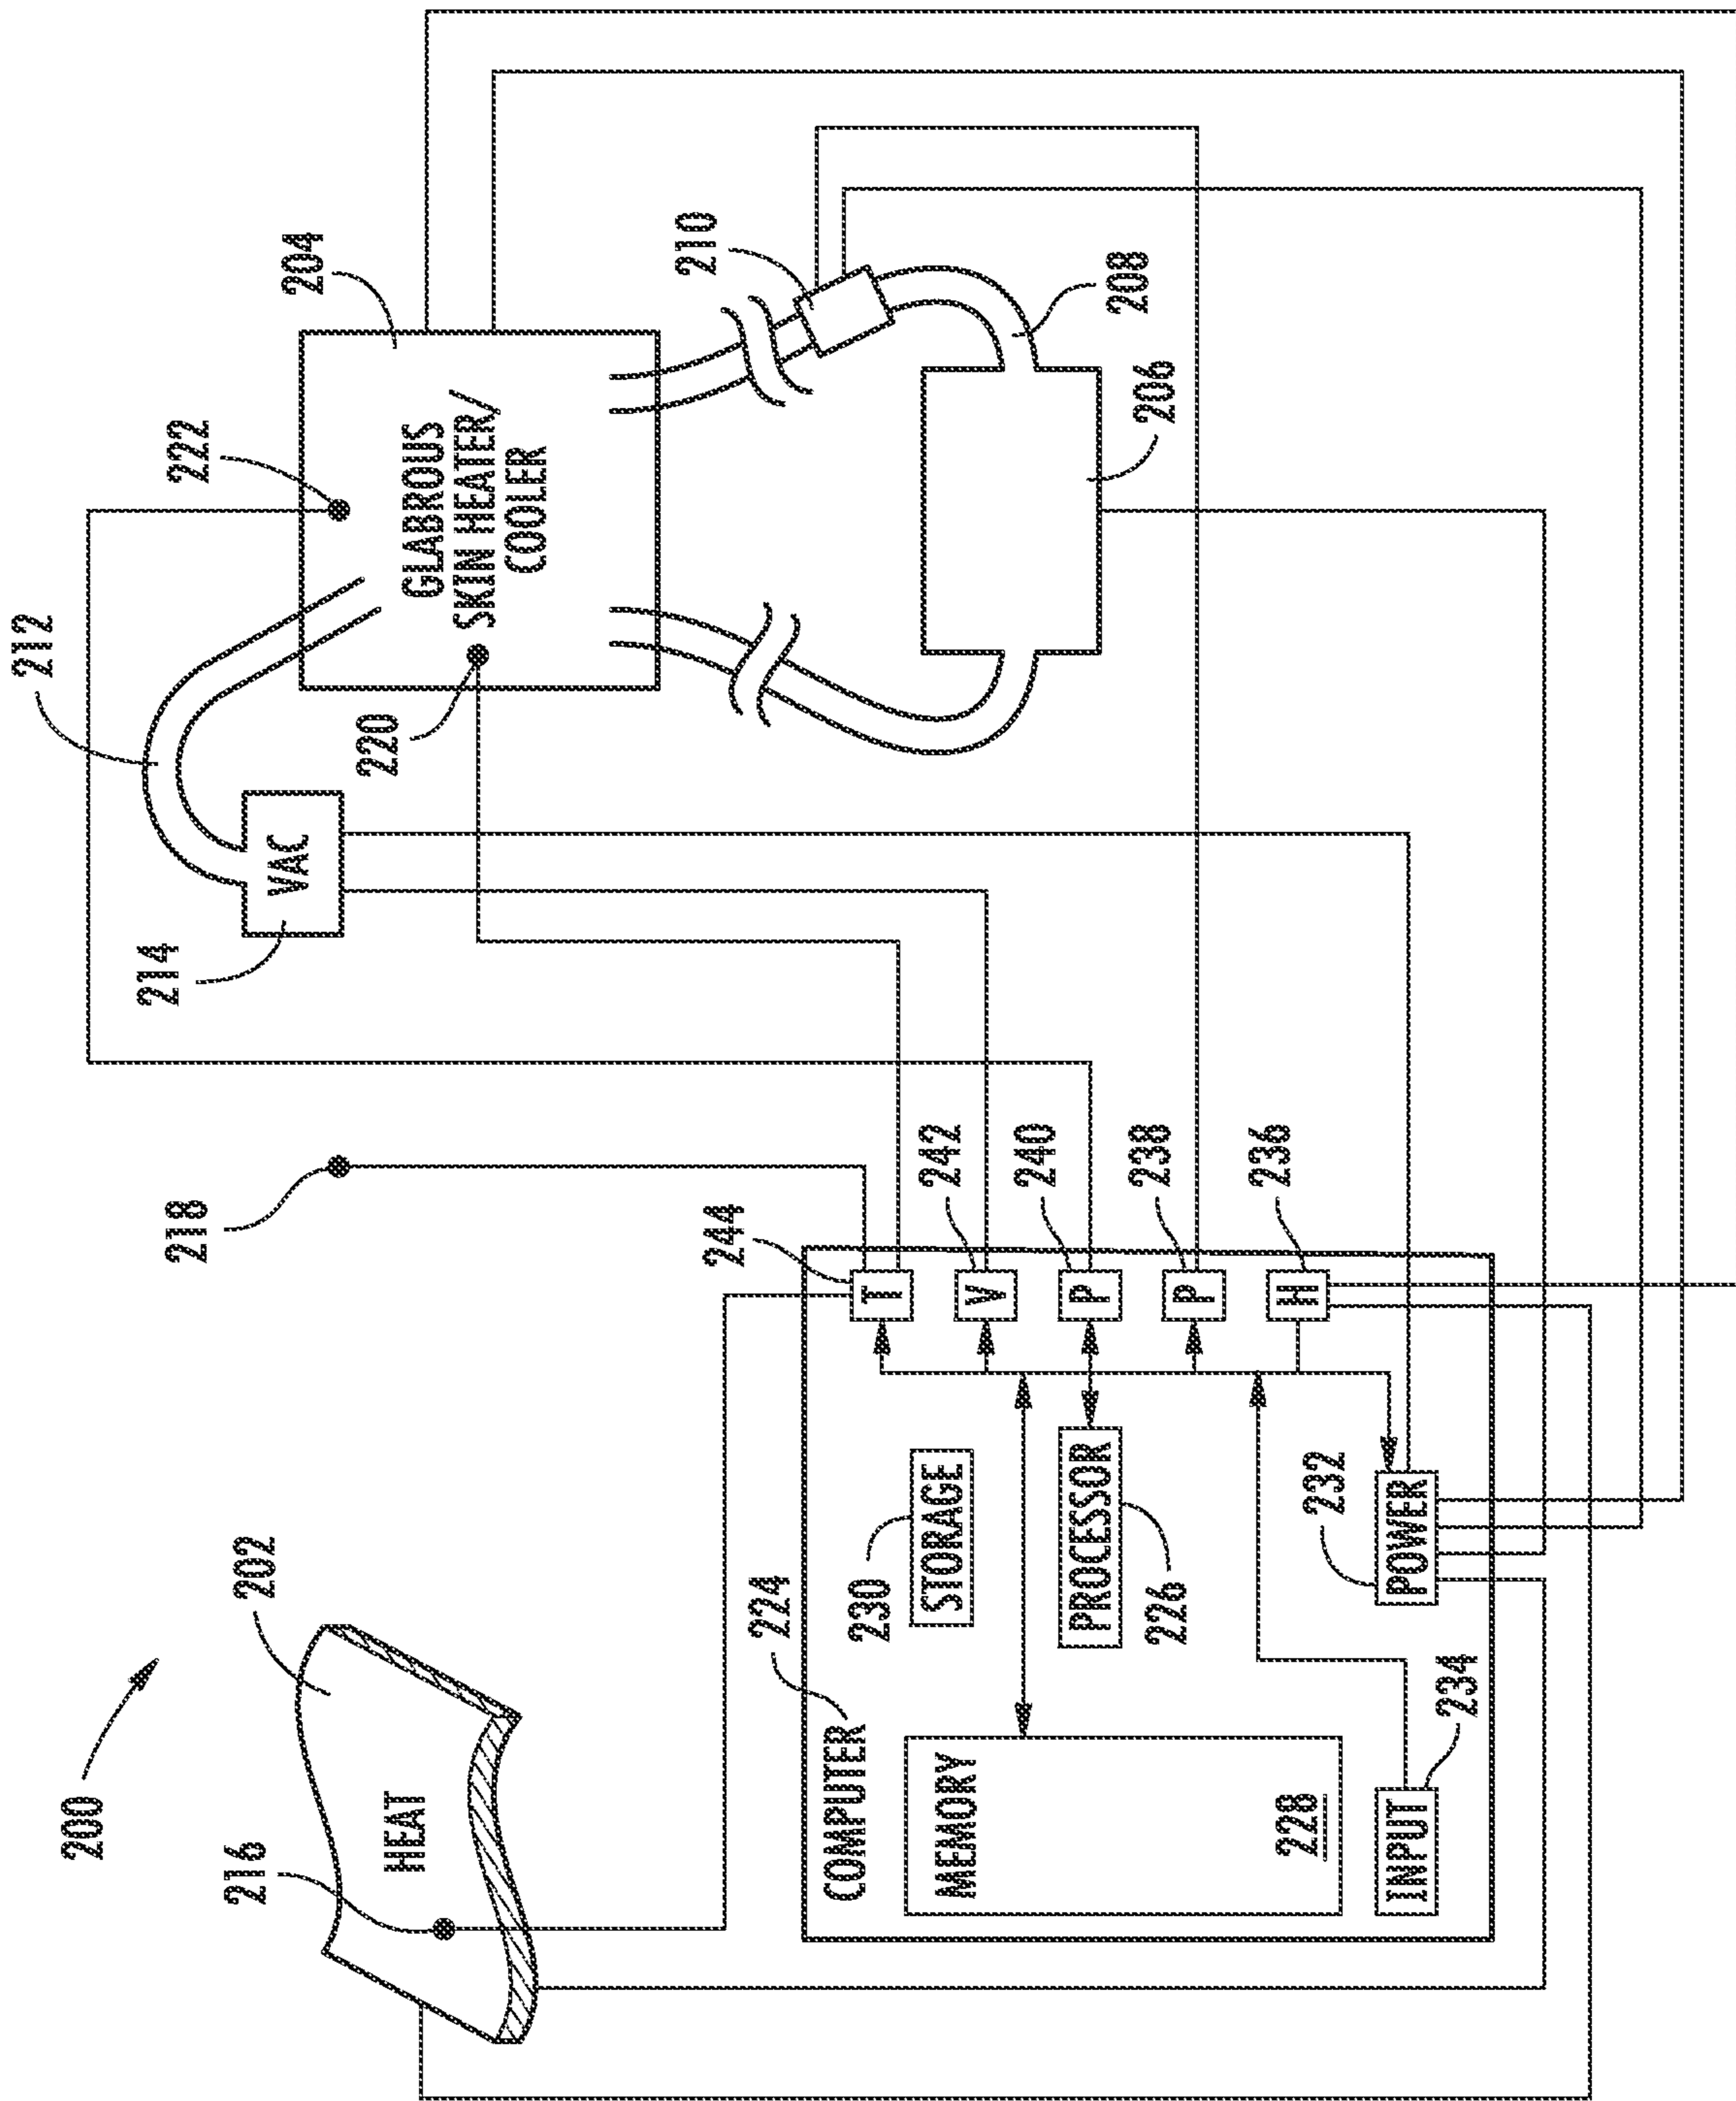 200
202
HEAT
216
218
212
222
204
GLABROUS
SKIN HEATER/
COOLER
220
VAC
214
210
208
206
COMPUTER
224
MEMORY
228
INPUT
234
230
STORAGE
PROCESSOR
226
232
POWER
244
T
242
V
240
P
238
P
236
H